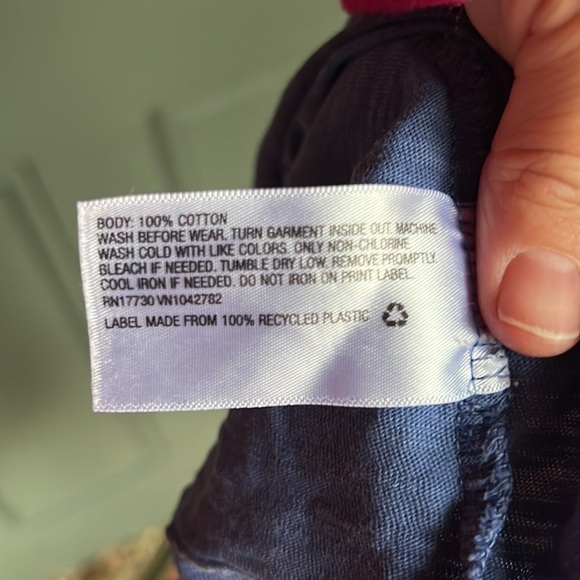 BODY: 100% COTTON
WASH BEFORE WEAR. TURN GARMENT INSIDE OUT. MACHINE
WASH COLD WITH LIKE COLORS. ONLY NON-CHLORINE
BLEACH IF NEEDED. TUMBLE DRY LOW. REMOVE PROMPTLY.
COOL IRON IF NEEDED. DO NOT IRON ON PRINT LABEL.
RN17730 VN1042782
LABEL MADE FROM 100% RECYCLED PLASTIC